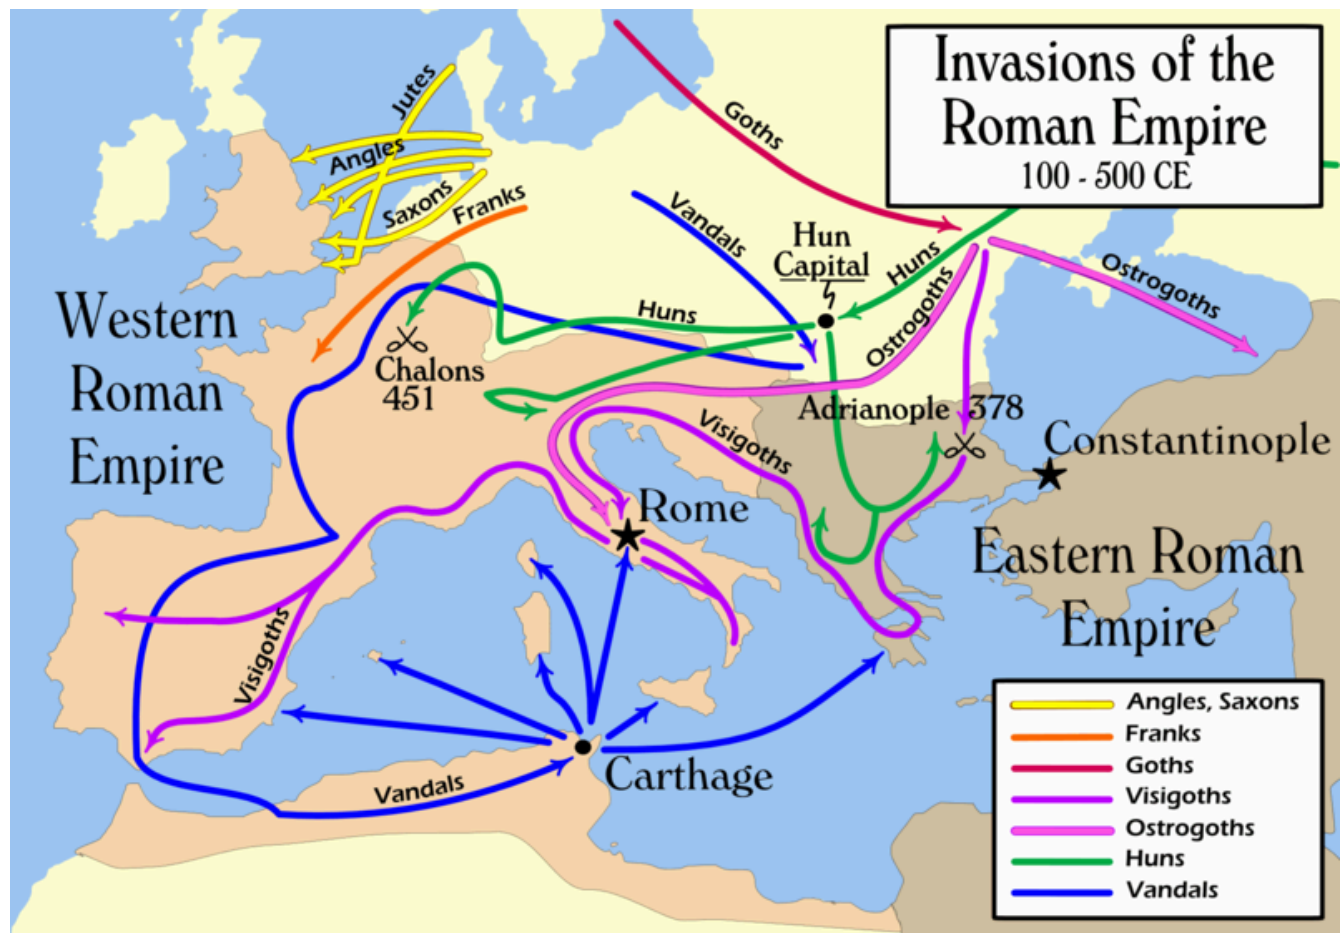 Invasions of the
Roman Empire
100 - 500 CE
Jutes
Angles
Saxons
Franks
Goths
Vandals
Hun
Capital
Huns
Ostrogoths
Ostrogoths
Huns
Western
Roman
Empire
Chalons
451
Adrianople 378
Visigoths
Constantinople
Rome
Eastern Roman
Empire
Visigoths
Carthage
Vandals
Angles, Saxons
Franks
Goths
Visigoths
Ostrogoths
Huns
Vandals